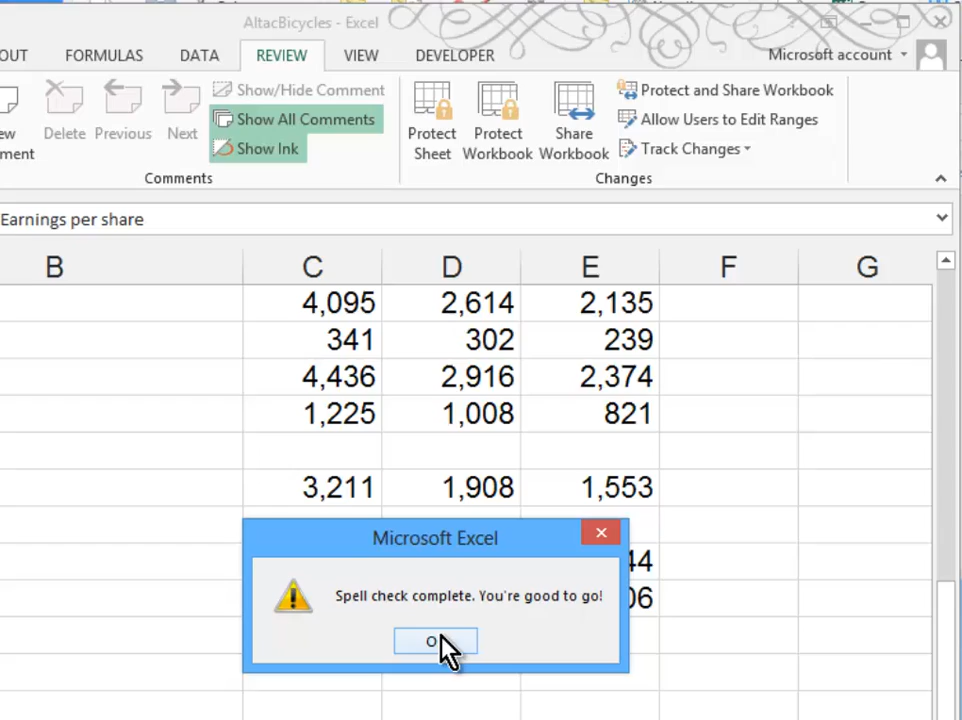 AltacBicycles - Excel
OUT FORMULAS DATA REVIEW VIEW DEVELOPER Microsoft account
Show/Hide Comment
Show All Comments
Show Ink
Delete Previous Next
Comments
Protect Sheet
Protect Workbook
Share Workbook
Protect and Share Workbook
Allow Users to Edit Ranges
Track Changes
Changes
Earnings per share
B C D E F G
4,095 2,614 2,135
341 302 239
4,436 2,916 2,374
1,225 1,008 821
3,211 1,908 1,553
Microsoft Excel
44
Spell check complete. You're good to go!
06